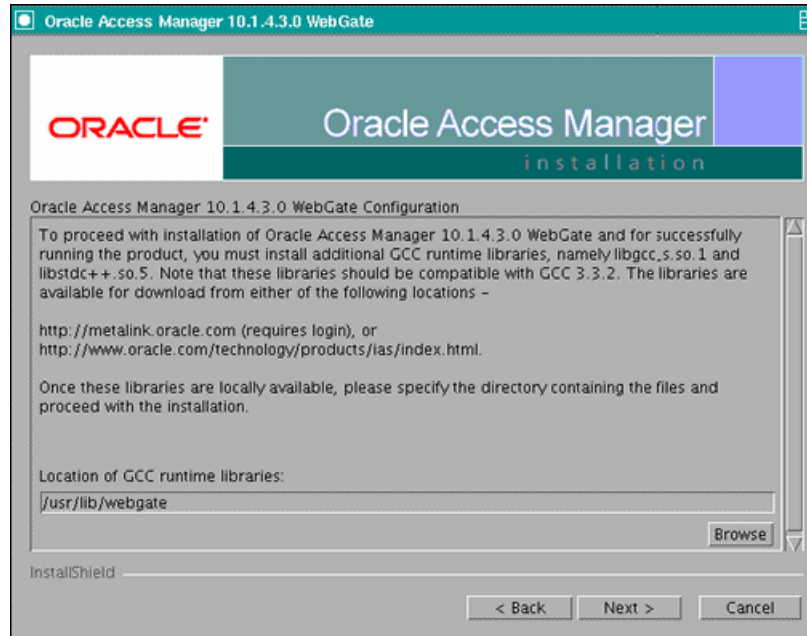 Oracle Access Manager 10.1.4.3.0 WebGate
ORACLE
Oracle Access Manager
installation
Oracle Access Manager 10.1.4.3.0 WebGate Configuration
To proceed with installation of Oracle Access Manager 10.1.4.3.0 WebGate and for successfully
running the product, you must install additional GCC runtime libraries, namely libgcc_s.so.1 and
libstdc++.so.5. Note that these libraries should be compatible with GCC 3.3.2. The libraries are
available for download from either of the following locations -
http://metalink.oracle.com (requires login), or
http://www.oracle.com/technology/products/ias/index.html.
Once these libraries are locally available, please specify the directory containing the files and
proceed with the installation.
Location of GCC runtime libraries:
/usr/lib/webgate
Browse
InstallShield
< Back
Next >
Cancel